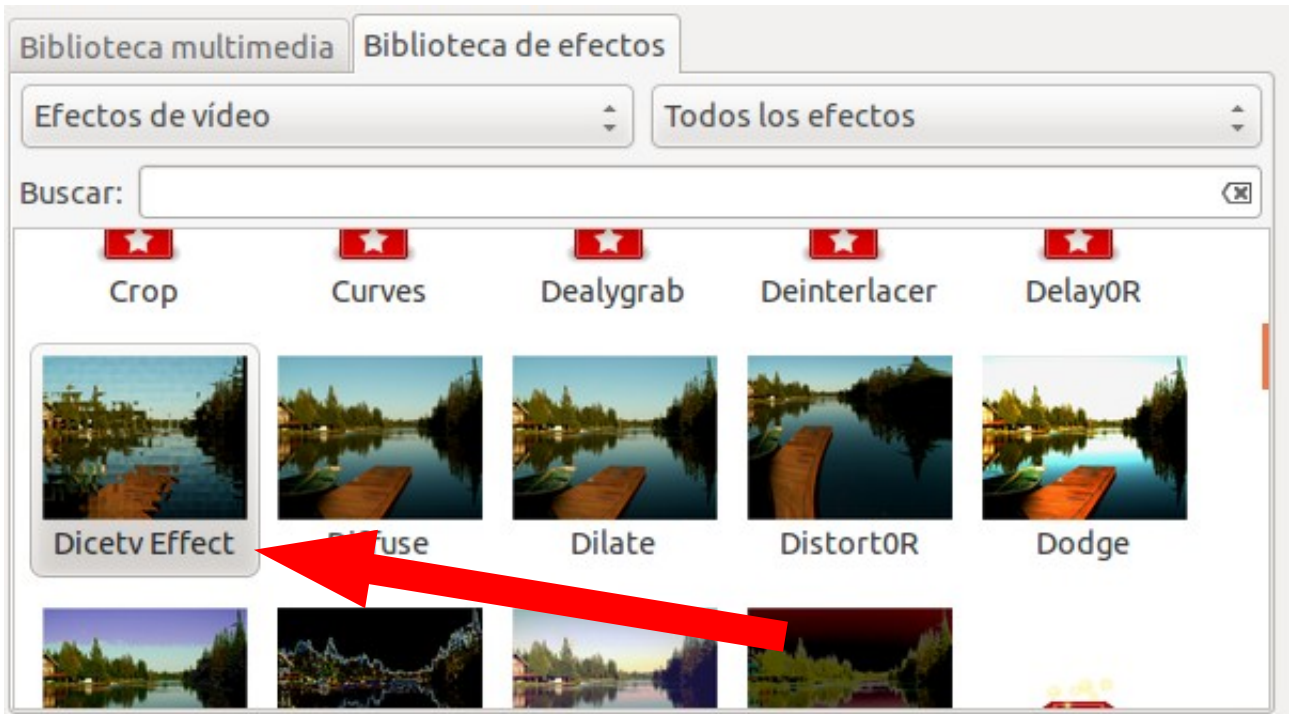 Biblioteca multimedia Biblioteca de efectos
Efectos de vídeo Todos los efectos
Buscar:
Crop Curves Dealygrab Deinterlacer Delay0R
Dicetv Effect Diffuse Dilate Distort0R Dodge